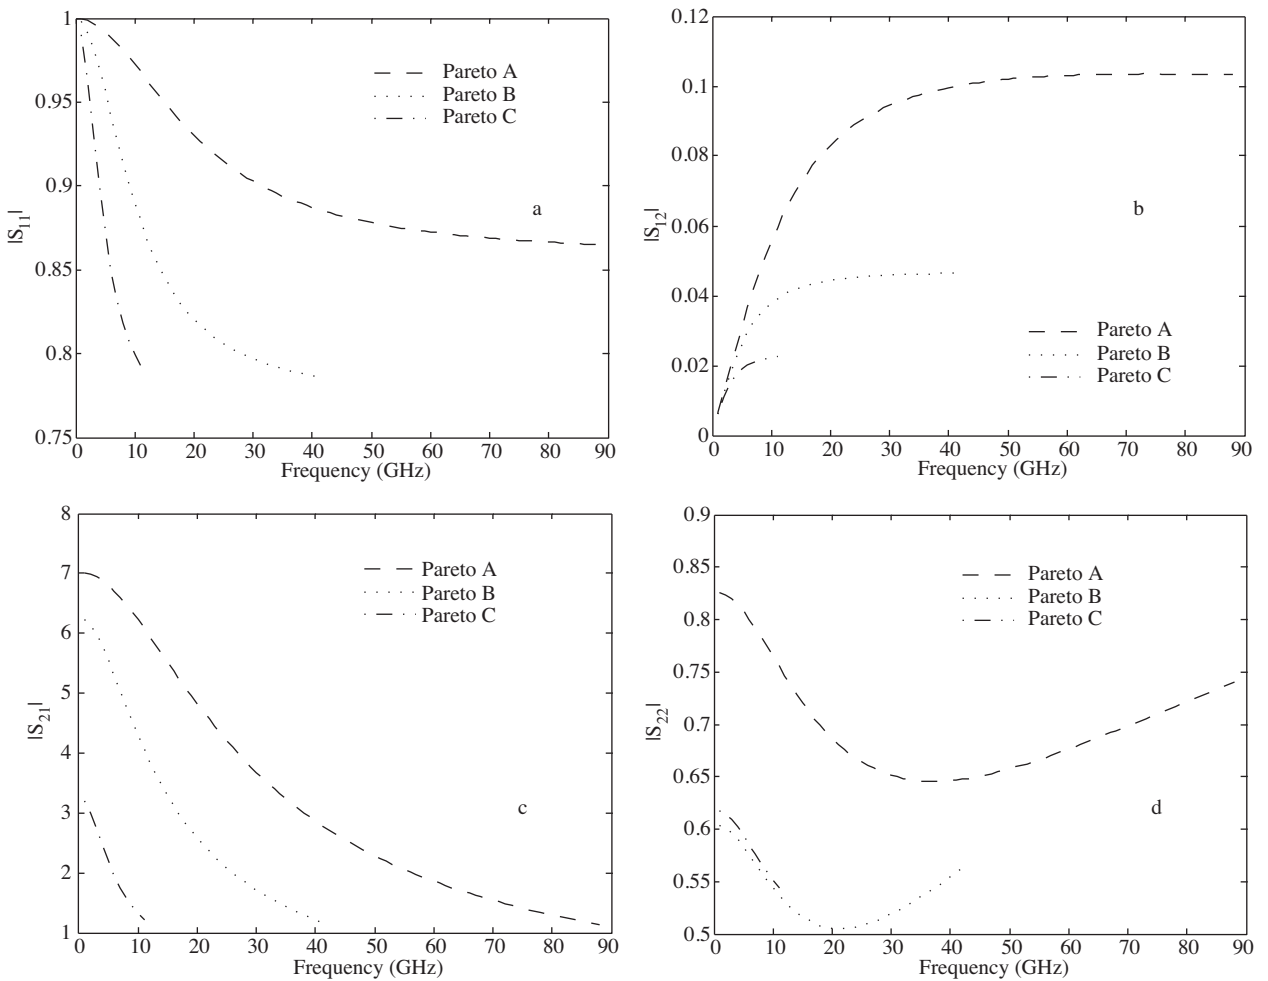 1
0.95
0.9
0.85
0.8
0.75
|S11|
0 10 20 30 40 50 60 70 80 90
Frequency (GHz)
Pareto A
Pareto B
Pareto C
a
0.12
0.1
0.08
0.06
0.04
0.02
0
|S12|
0 10 20 30 40 50 60 70 80 90
Frequency (GHz)
b
Pareto A
Pareto B
Pareto C
8
7
6
5
4
3
2
1
|S21|
0 10 20 30 40 50 60 70 80 90
Frequency (GHz)
Pareto A
Pareto B
Pareto C
c
0.9
0.85
0.8
0.75
0.7
0.65
0.6
0.55
0.5
|S22|
0 10 20 30 40 50 60 70 80 90
Frequency (GHz)
Pareto A
Pareto B
Pareto C
d